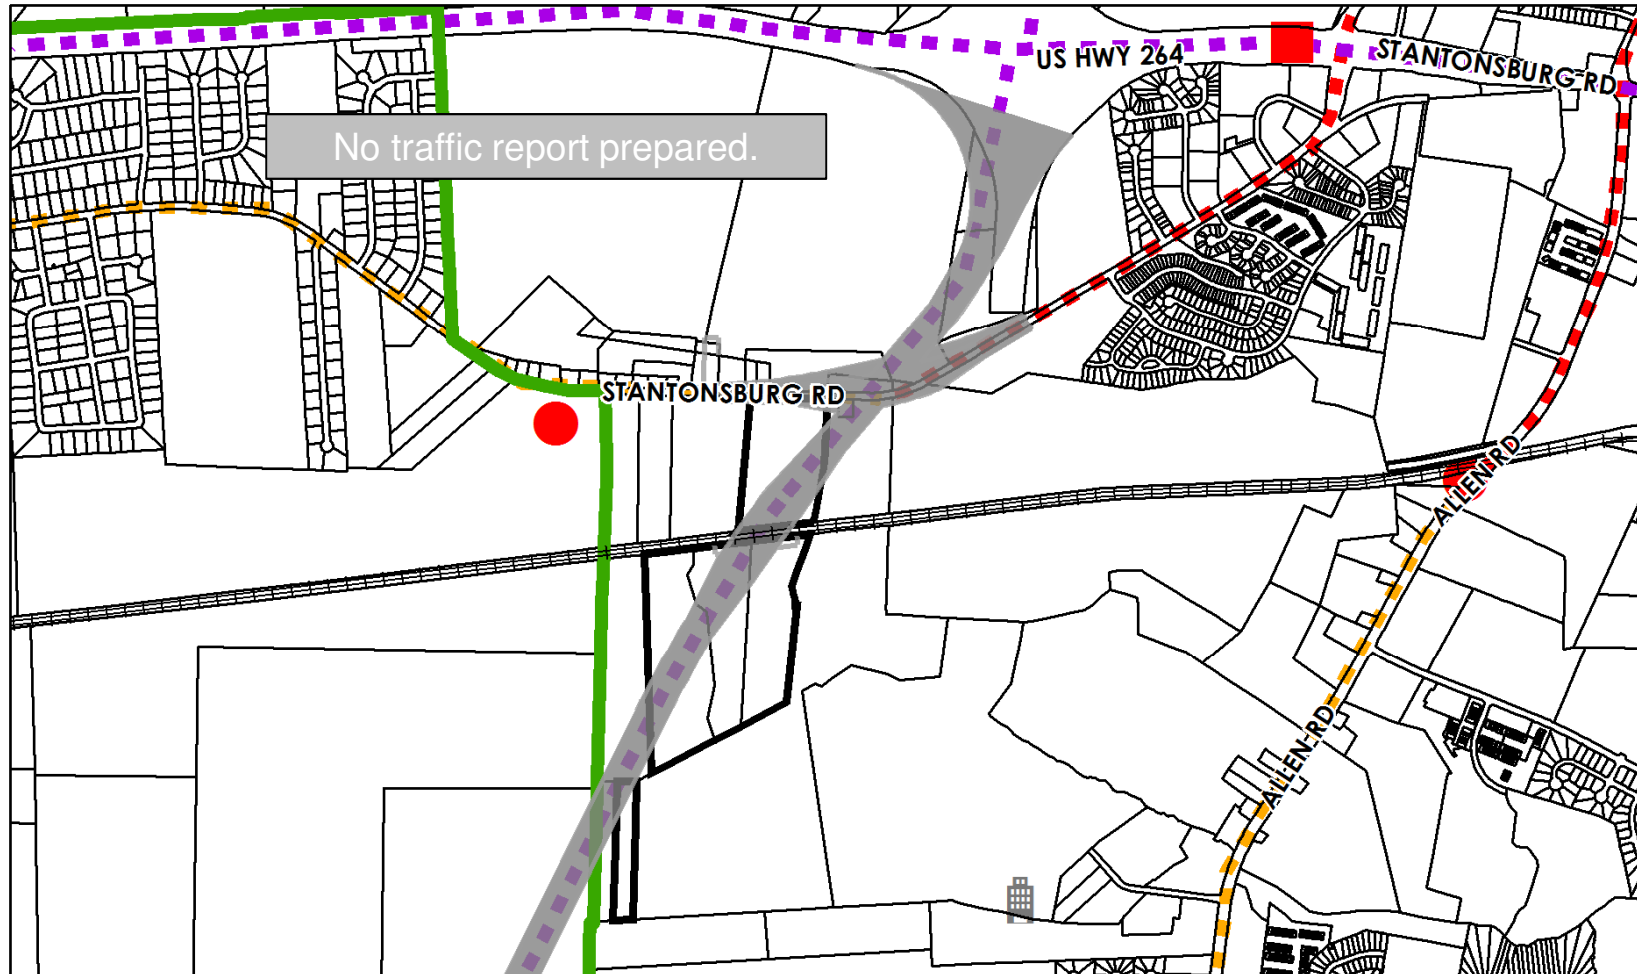 US HWY 264
STANTONSBURG RD
No traffic report prepared.
STANTONSBURG RD
ALLEN RD
ALLEN RD